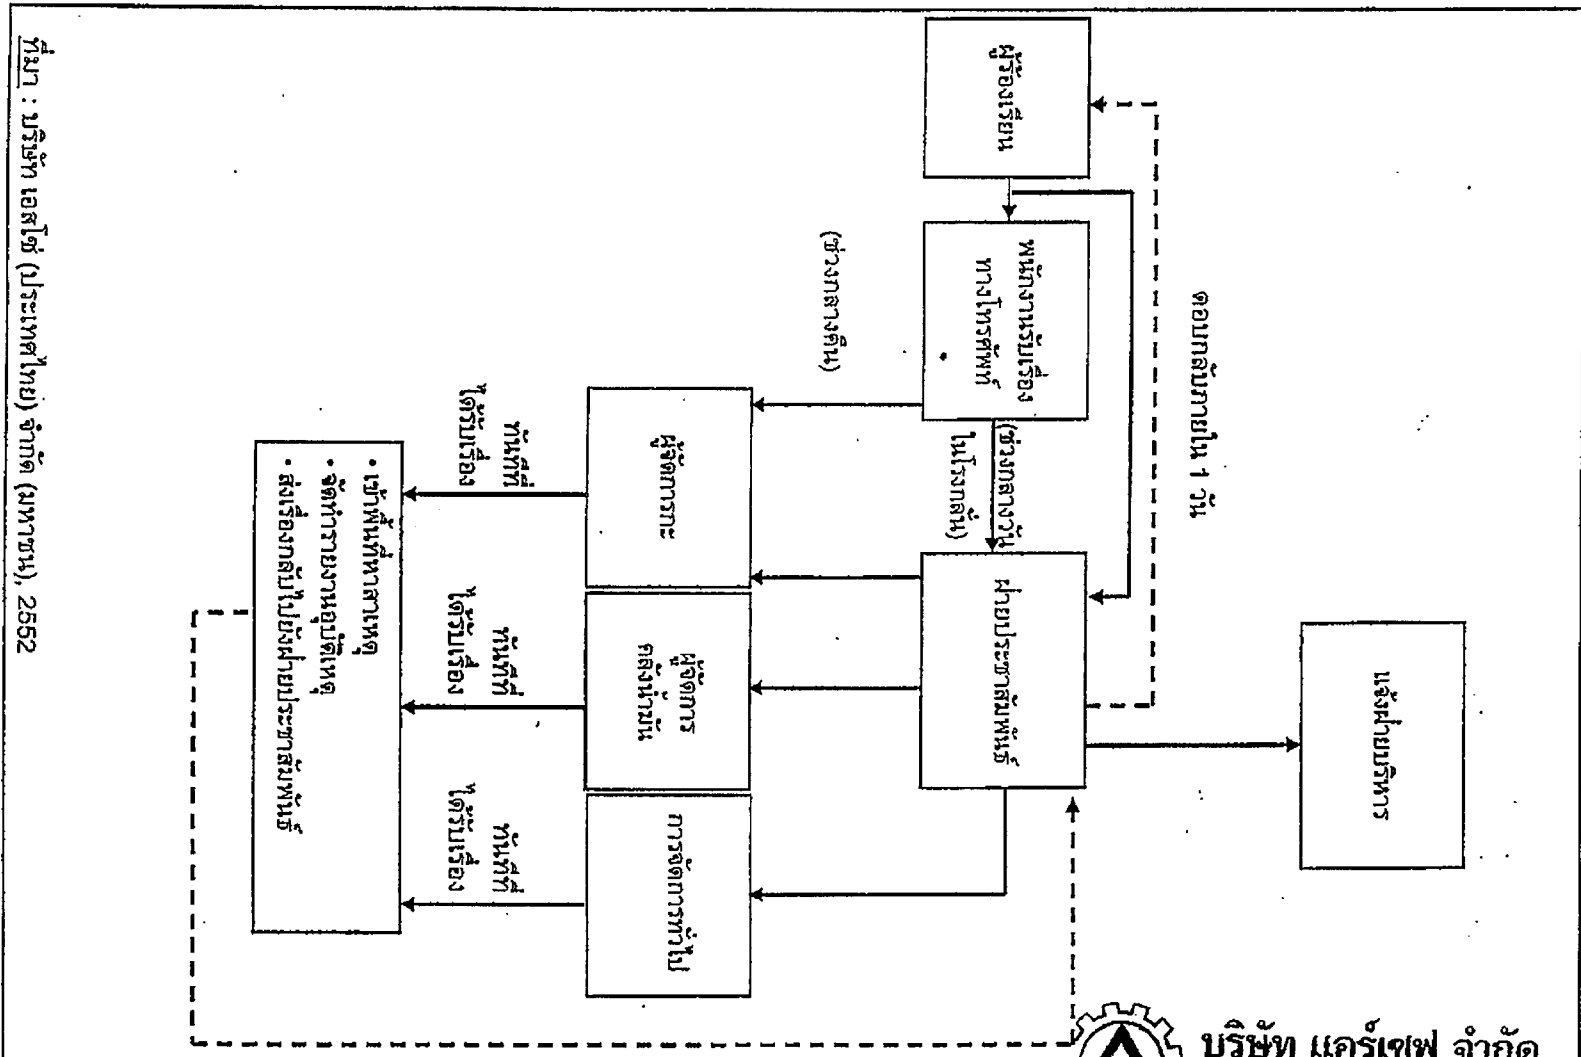 บริษัท แอร์เซฟ จำกัด
แจ้งฝ่ายบริหาร
ตอบกลับภายใน 1 วัน
ผู้ร้องเรียน
พนักงานรับเรื่อง
ทางโทรศัพท์
(ช่วงกลางวัน
ในโรงกลั่น)
ฝ่ายประชาสัมพันธ์
(ช่วงกลางคืน)
ผู้จัดการกะ
ผู้จัดการ
คลังน้ำมัน
การจัดการทั่วไป
ทันทีที่
ได้รับเรื่อง
ทันทีที่
ได้รับเรื่อง
ทันทีที่
ได้รับเรื่อง
• เข้าพื้นที่หาสาเหตุ
• จัดทำรายงานอุบัติเหตุ
• ส่งเรื่องกลับไปยังฝ่ายประชาสัมพันธ์
ที่มา : บริษัท เอสโซ่ (ประเทศไทย) จำกัด (มหาชน), 2552